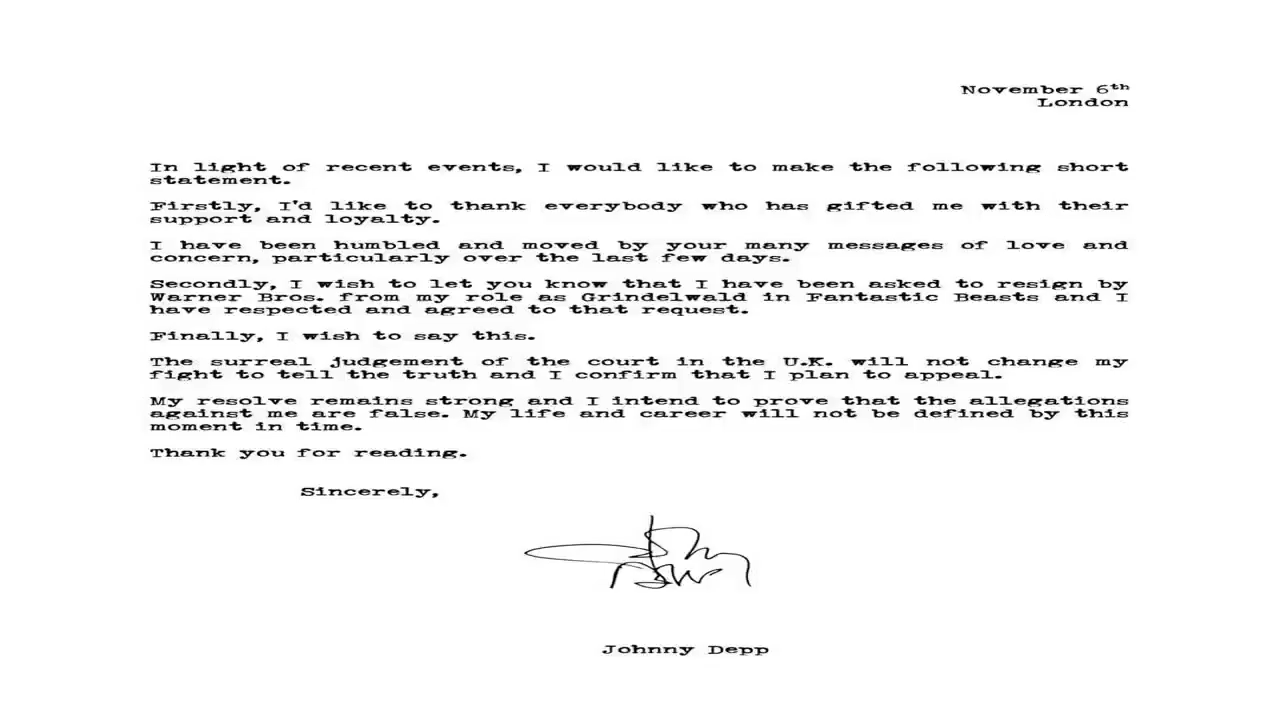 November 6th
London
In light of recent events, I would like to make the following short
statement.
Firstly, I'd like to thank everybody who has gifted me with their
support and loyalty.
I have been humbled and moved by your many messages of love and
concern, particularly over the last few days.
Secondly, I wish to let you know that I have been asked to resign by
Warner Bros. from my role as Grindelwald in Fantastic Beasts and I
have respected and agreed to that request.
Finally, I wish to say this.
The surreal judgement of the court in the U.K. will not change my
fight to tell the truth and I confirm that I plan to appeal.
My resolve remains strong and I intend to prove that the allegations
against me are false. My life and career will not be defined by this
moment in time.
Thank you for reading.
Sincerely,
Johnny Depp